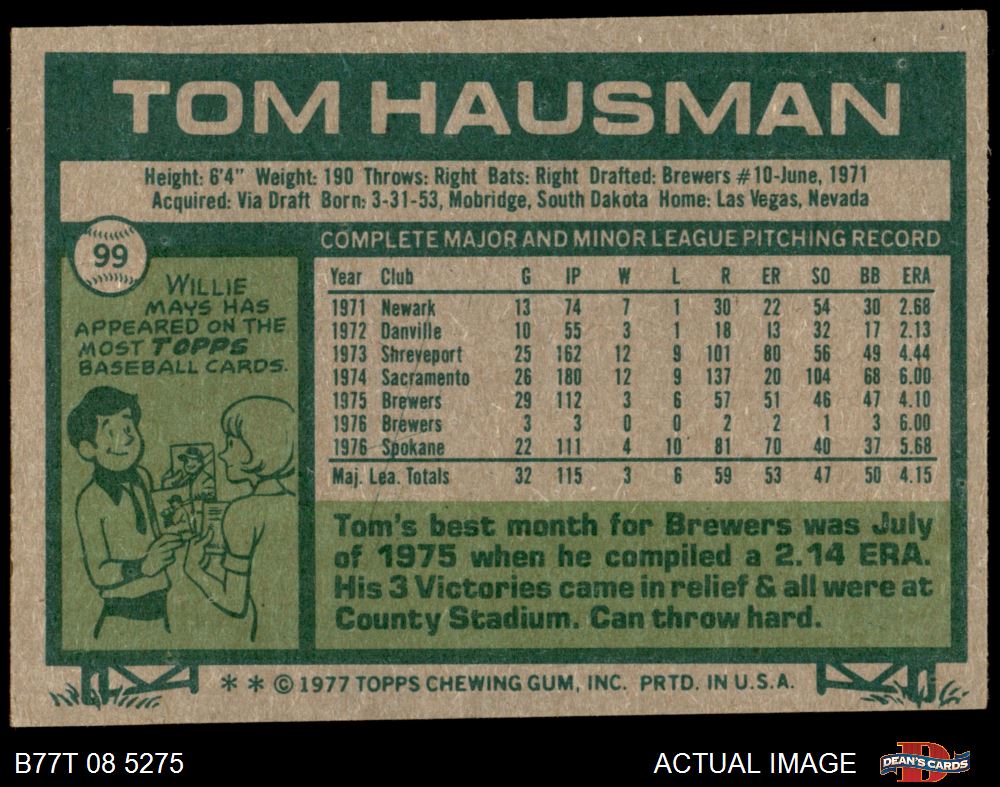 TOM HAUSMAN
Height: 6'4" Weight: 190 Throws: Right Bats: Right Drafted: Brewers #10-June, 1971
Acquired: Via Draft Born: 3-31-53, Mobridge, South Dakota Home: Las Vegas, Nevada
99
WILLIE
MAYS HAS
APPEARED ON THE
MOST TOPPS
BASEBALL CARDS.
COMPLETE MAJOR AND MINOR LEAGUE PITCHING RECORD
Year Club G IP W L R ER SO BB ERA
1971 Newark 13 74 7 1 30 22 54 30 2.68
1972 Danville 10 55 3 1 18 13 32 17 2.13
1973 Shreveport 25 162 12 9 101 80 56 49 4.44
1974 Sacramento 26 180 12 9 137 20 104 68 6.00
1975 Brewers 29 112 3 6 57 51 46 47 4.10
1976 Brewers 3 3 0 0 2 2 1 3 6.00
1976 Spokane 22 111 4 10 81 70 40 37 5.68
Maj. Lea. Totals 32 115 3 6 59 53 47 50 4.15
Tom's best month for Brewers was July
of 1975 when he compiled a 2.14 ERA.
His 3 Victories came in relief & all were at
County Stadium. Can throw hard.
* * © 1977 TOPPS CHEWING GUM, INC. PRTD. IN U.S.A.
B77T 08 5275
ACTUAL IMAGE
D
DEAN'S CARDS